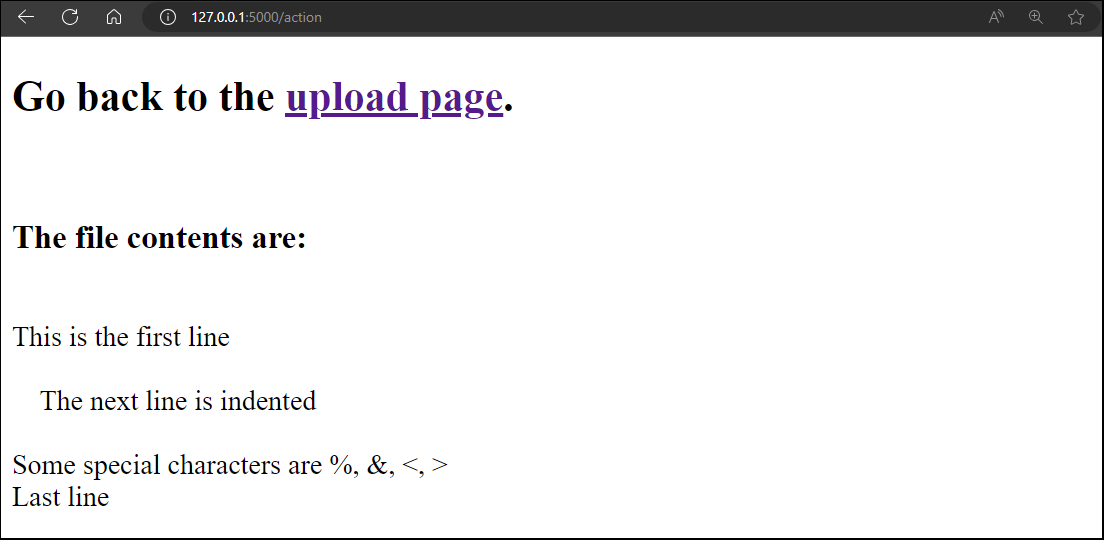 127.0.0.1:5000/action
Go back to the upload page.
The file contents are:
This is the first line
The next line is indented
Some special characters are %, &, <, >
Last line